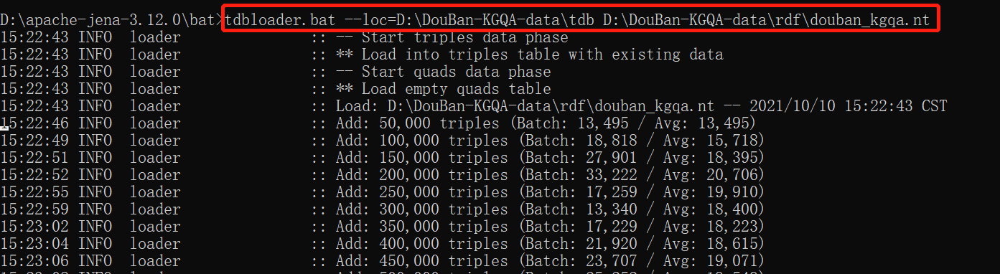 D:\apache-jena-3.12.0\bat>tdbloader.bat --loc=D:\DouBan-KGQA-data\tdb D:\DouBan-KGQA-data\rdf\douban_kgqa.nt
15:22:43 INFO  loader               :: -- Start triples data phase
15:22:43 INFO  loader               :: ** Load into triples table with existing data
15:22:43 INFO  loader               :: -- Start quads data phase
15:22:43 INFO  loader               :: ** Load empty quads table
15:22:43 INFO  loader               :: Load: D:\DouBan-KGQA-data\rdf\douban_kgqa.nt -- 2021/10/10 15:22:43 CST
15:22:46 INFO  loader               :: Add: 50,000 triples (Batch: 13,495 / Avg: 13,495)
15:22:49 INFO  loader               :: Add: 100,000 triples (Batch: 18,818 / Avg: 15,718)
15:22:51 INFO  loader               :: Add: 150,000 triples (Batch: 27,901 / Avg: 18,395)
15:22:52 INFO  loader               :: Add: 200,000 triples (Batch: 33,222 / Avg: 20,706)
15:22:55 INFO  loader               :: Add: 250,000 triples (Batch: 17,259 / Avg: 19,910)
15:22:59 INFO  loader               :: Add: 300,000 triples (Batch: 13,340 / Avg: 18,400)
15:23:02 INFO  loader               :: Add: 350,000 triples (Batch: 17,229 / Avg: 18,223)
15:23:04 INFO  loader               :: Add: 400,000 triples (Batch: 21,920 / Avg: 18,615)
15:23:06 INFO  loader               :: Add: 450,000 triples (Batch: 23,707 / Avg: 19,071)